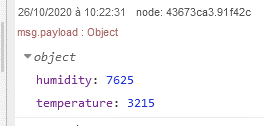 26/10/2020 à 10:22:31 node: 43673ca3.91f42c
msg.payload : Object
▼object
humidity: 7625
temperature: 3215